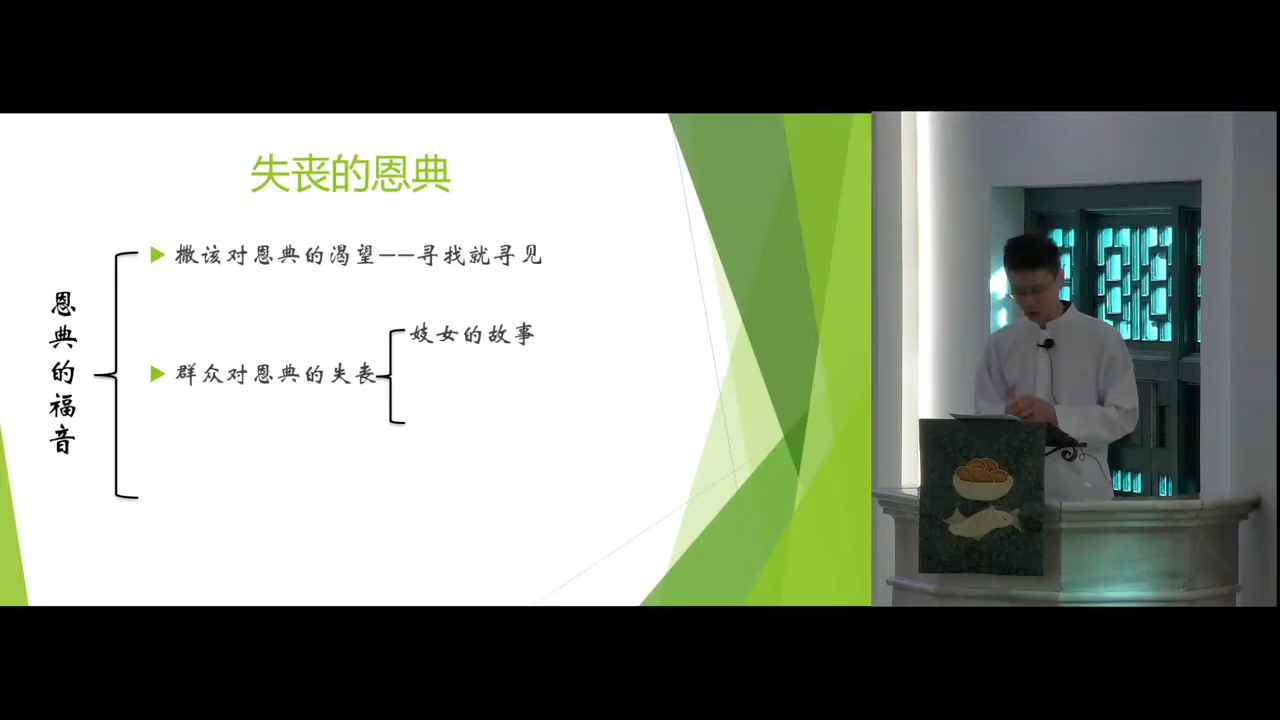 失丧的恩典
撒该对恩典的渴望——寻找就寻见
恩典的福音
妓女的故事
群众对恩典的失丧